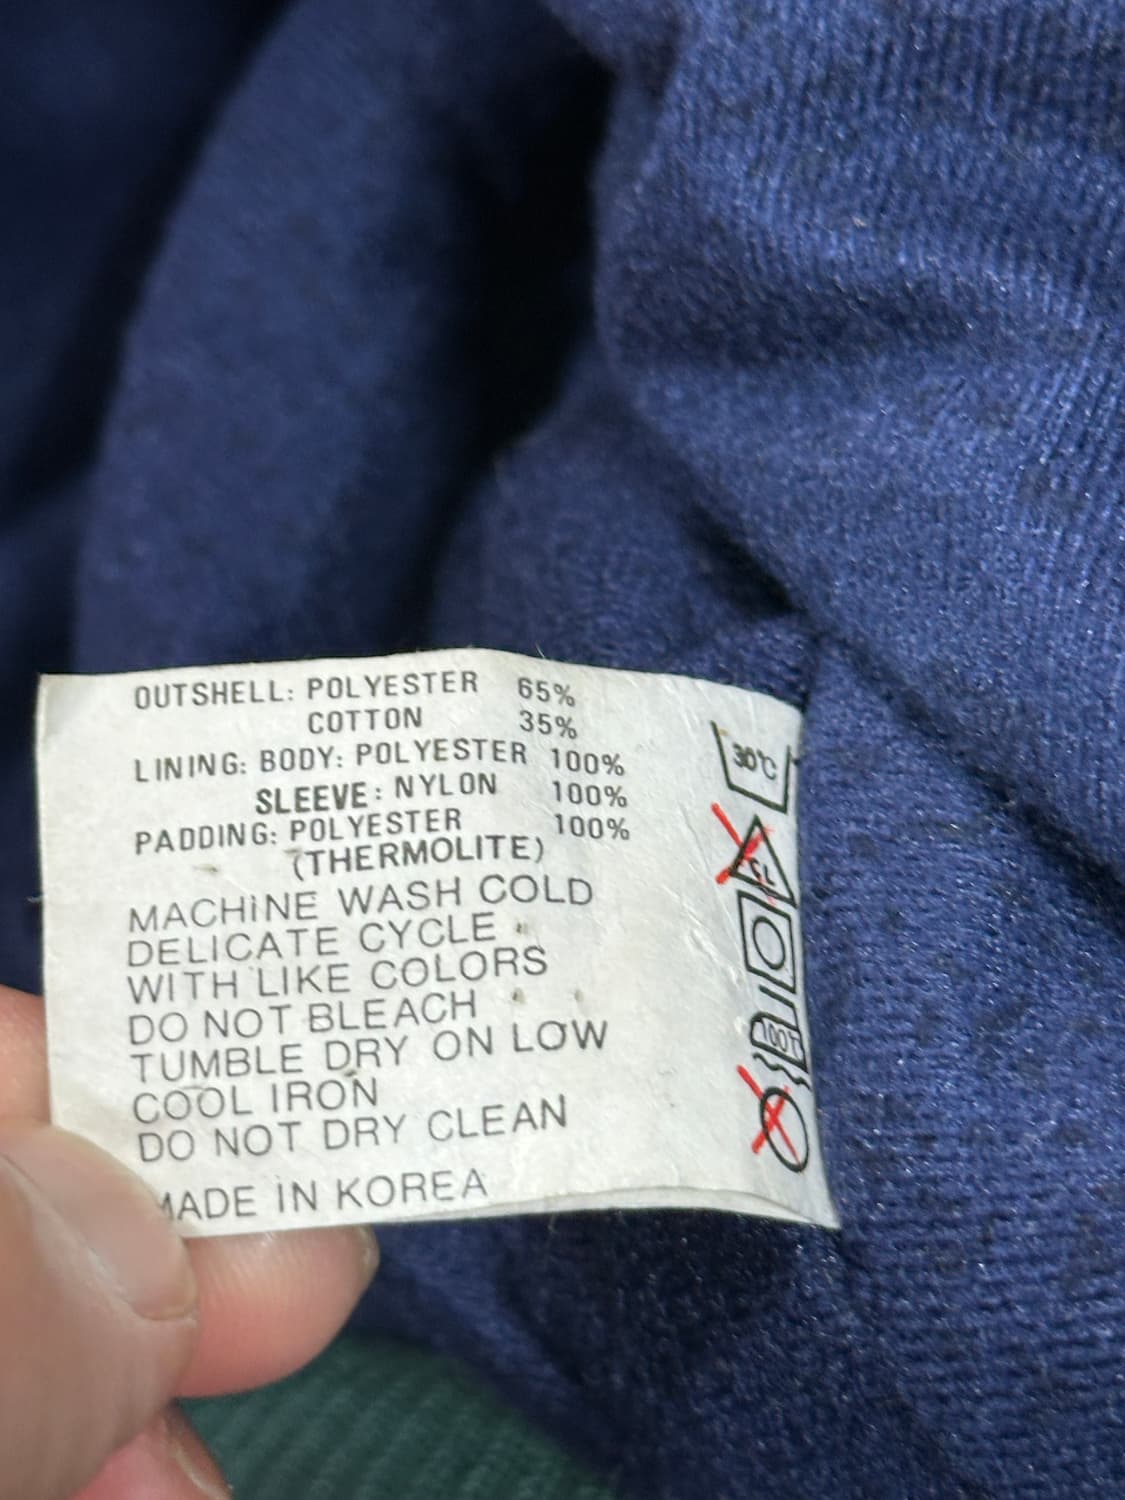 OUTSHELL: POLYESTER 65%
COTTON 35%
LINING: BODY: POLYESTER 100%
SLEEVE: NYLON 100%
PADDING: POLYESTER 100%
(THERMOLITE)
MACHINE WASH COLD
DELICATE CYCLE
WITH LIKE COLORS
DO NOT BLEACH
TUMBLE DRY ON LOW
COOL IRON
DO NOT DRY CLEAN
MADE IN KOREA
30°C
CL